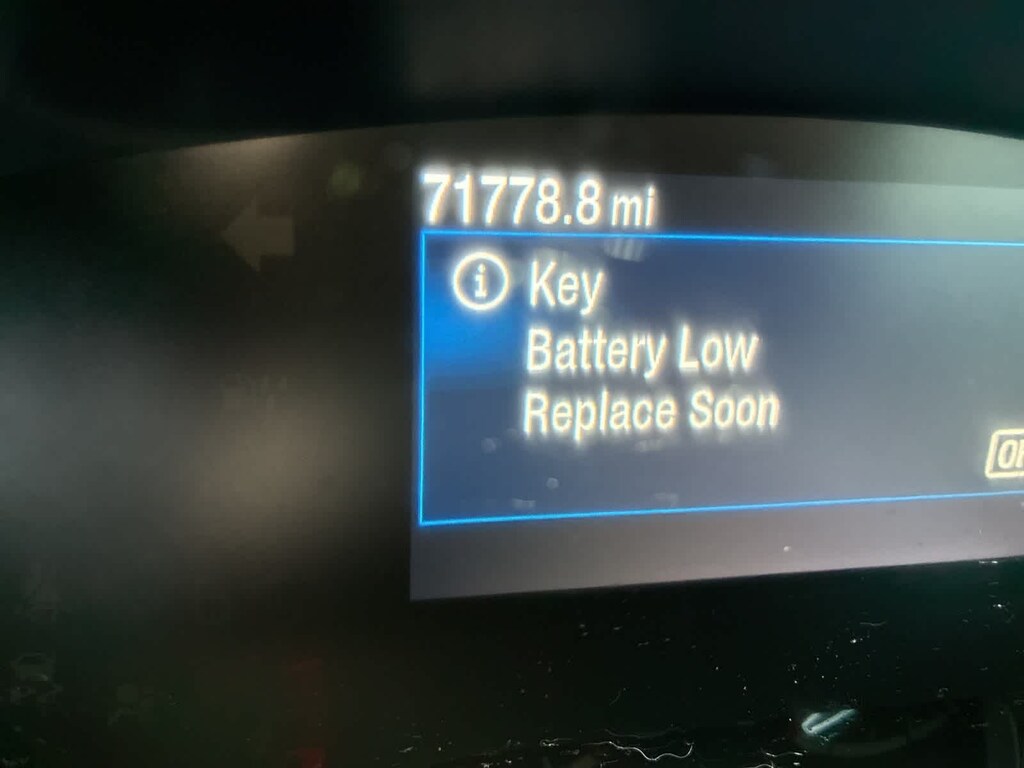 71778.8 mi
i Key
Battery Low
Replace Soon